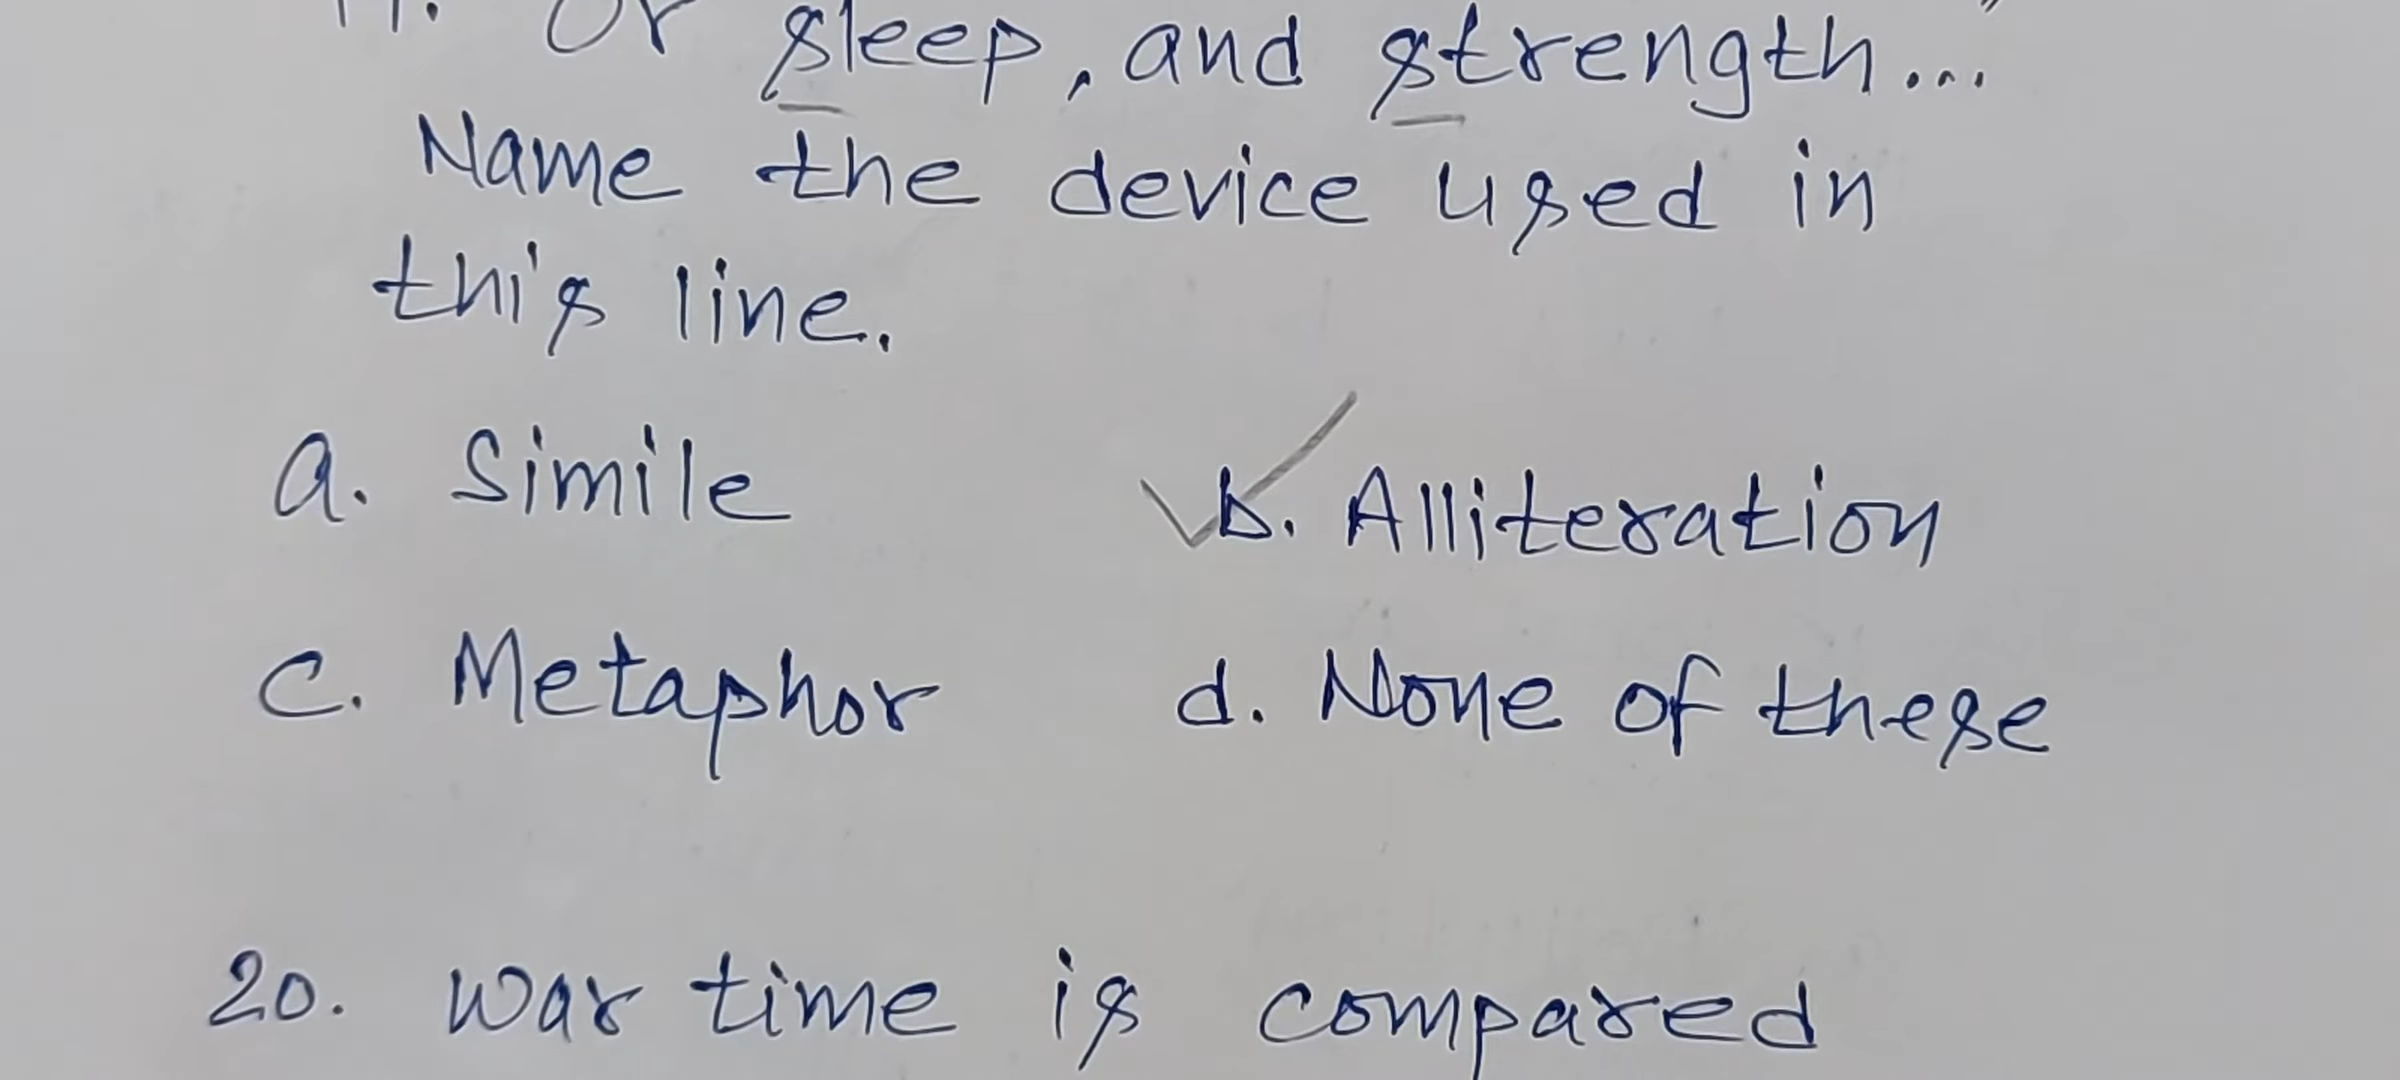 Or sleep, and strength..."
Name the device used in
this line.
a. Simile b. Alliteration
c. Metaphor d. None of these
20. War time is compared